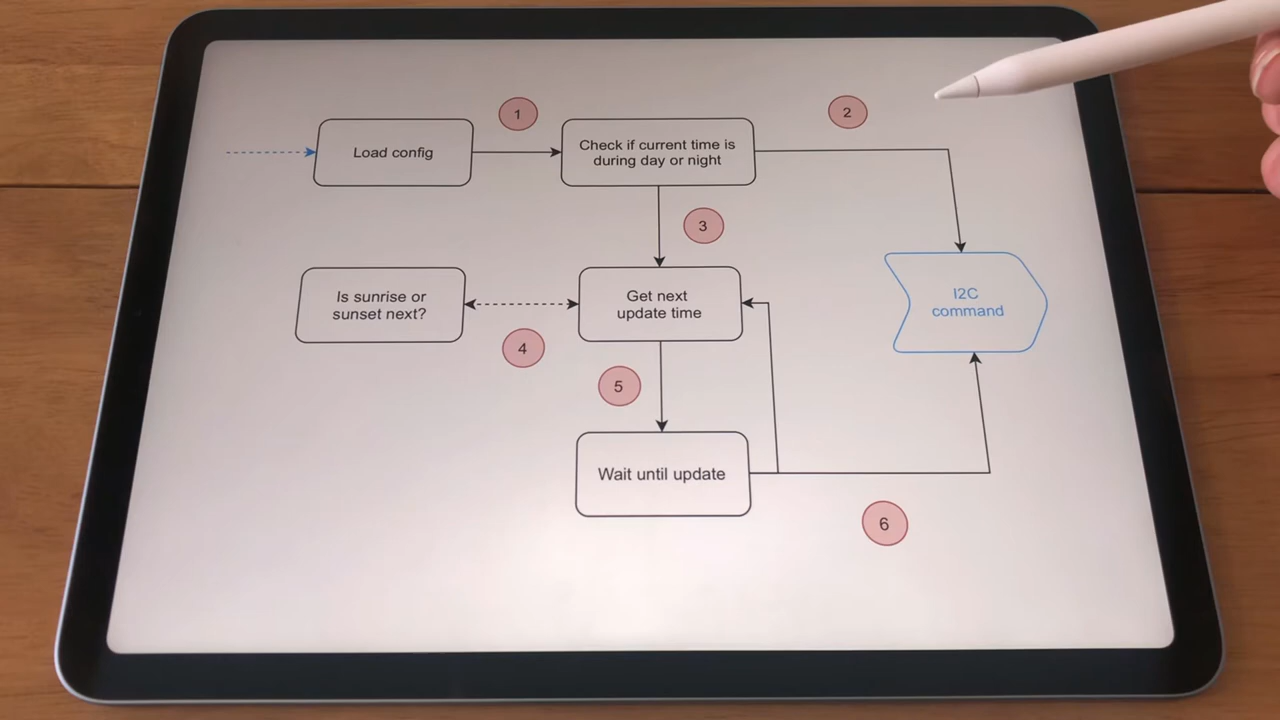 1
2
Load config
Check if current time is
during day or night
3
Is sunrise or
sunset next?
Get next
update time
I2C
command
4
5
Wait until update
6